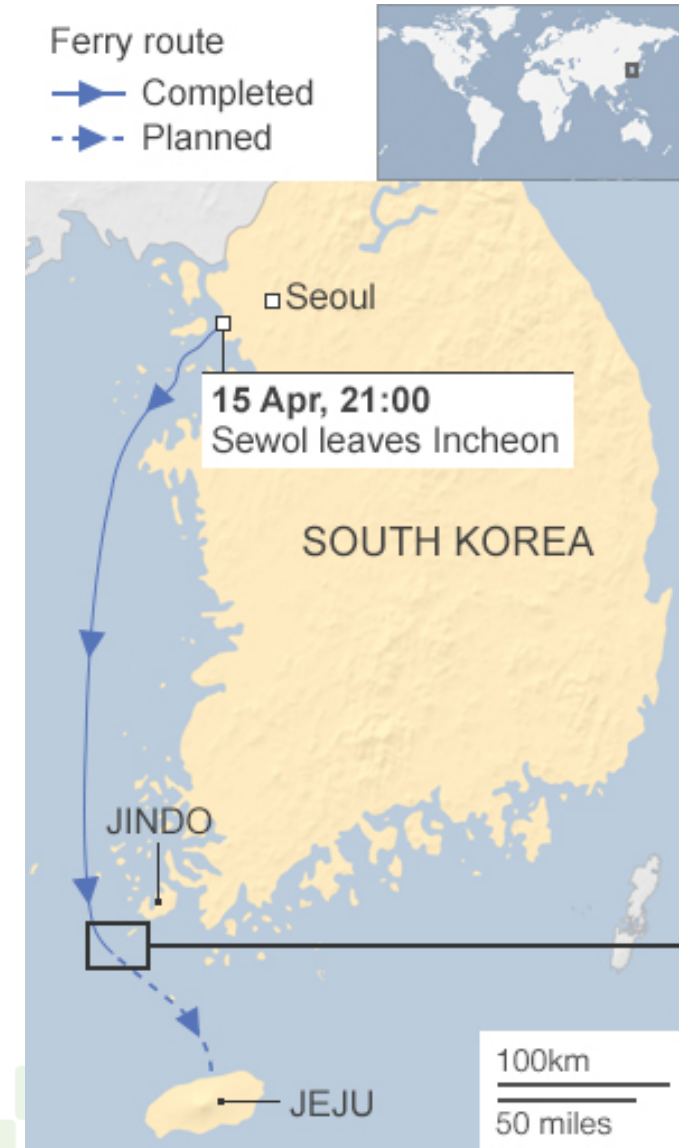 Ferry route
Completed
Planned
Seoul
15 Apr, 21:00
Sewol leaves Incheon
SOUTH KOREA
JINDO
JEJU
100km
50 miles